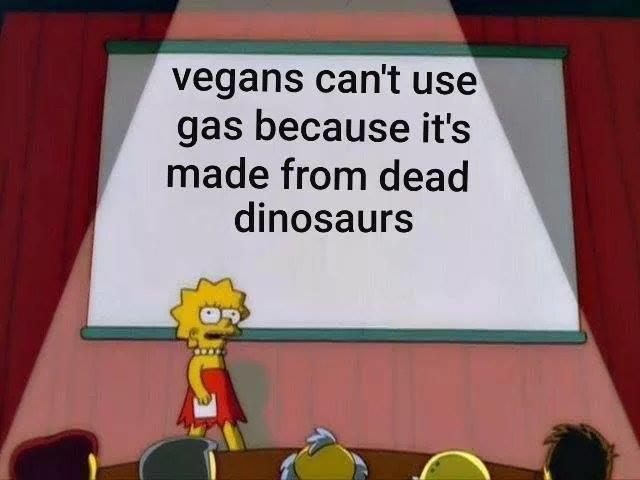 vegans can't use
gas because it's
made from dead
dinosaurs